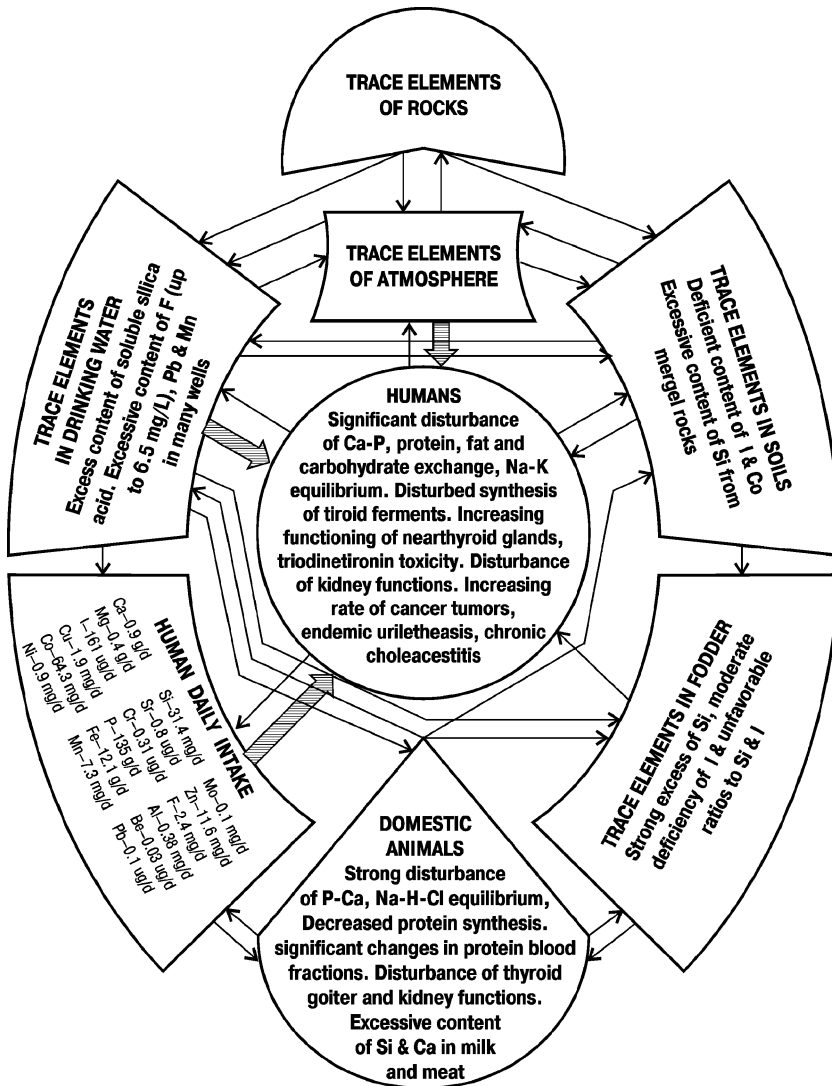 TRACE ELEMENTS
OF ROCKS
TRACE ELEMENTS
OF ATMOSPHERE
TRACE ELEMENTS
IN DRINKING WATER
Excess content of soluble silica
acid. Excessive content of F (up
to 6.5 mg/L), Pb & Mn
in many wells
TRACE ELEMENTS IN SOILS
Deficient content of I & Co
Excessive content of Si from
mergel rocks
HUMANS
Significant disturbance
of Ca-P, protein, fat and
carbohydrate exchange, Na-K
equilibrium. Disturbed synthesis
of tiroid ferments. Increasing
functioning of nearthyroid glands,
triodinetironin toxicity. Disturbance
of kidney functions. Increasing
rate of cancer tumors,
endemic uriletheasis, chronic
choleacestitis
HUMAN DAILY INTAKE
Ca–0.9 g/d
Mg–0.4 g/d
I–161 ug/d
Cu–1.9 mg/d
Co–64.3 mg/d
Ni–0.9 mg/d
Si–31.4 mg/d
Sr–0.8 ug/d
Cr–0.31 ug/d
P–135 g/d
Fe–12.1 g/d
Mn–7.3 mg/d
Mo–0.1 mg/d
Zn–11.6 mg/d
F–2.4 mg/d
Al–0.38 mg/d
Be–0.03 ug/d
Pb–0.1 ug/d
TRACE ELEMENTS IN FODDER
Strong excess of Si, moderate
deficiency of I & unfavorable
ratios to Si & I
DOMESTIC
ANIMALS
Strong disturbance
of P-Ca, Na-H-Cl equilibrium,
Decreased protein synthesis.
significant changes in protein blood
fractions. Disturbance of thyroid
goiter and kidney functions.
Excessive content
of Si & Ca in milk
and meat